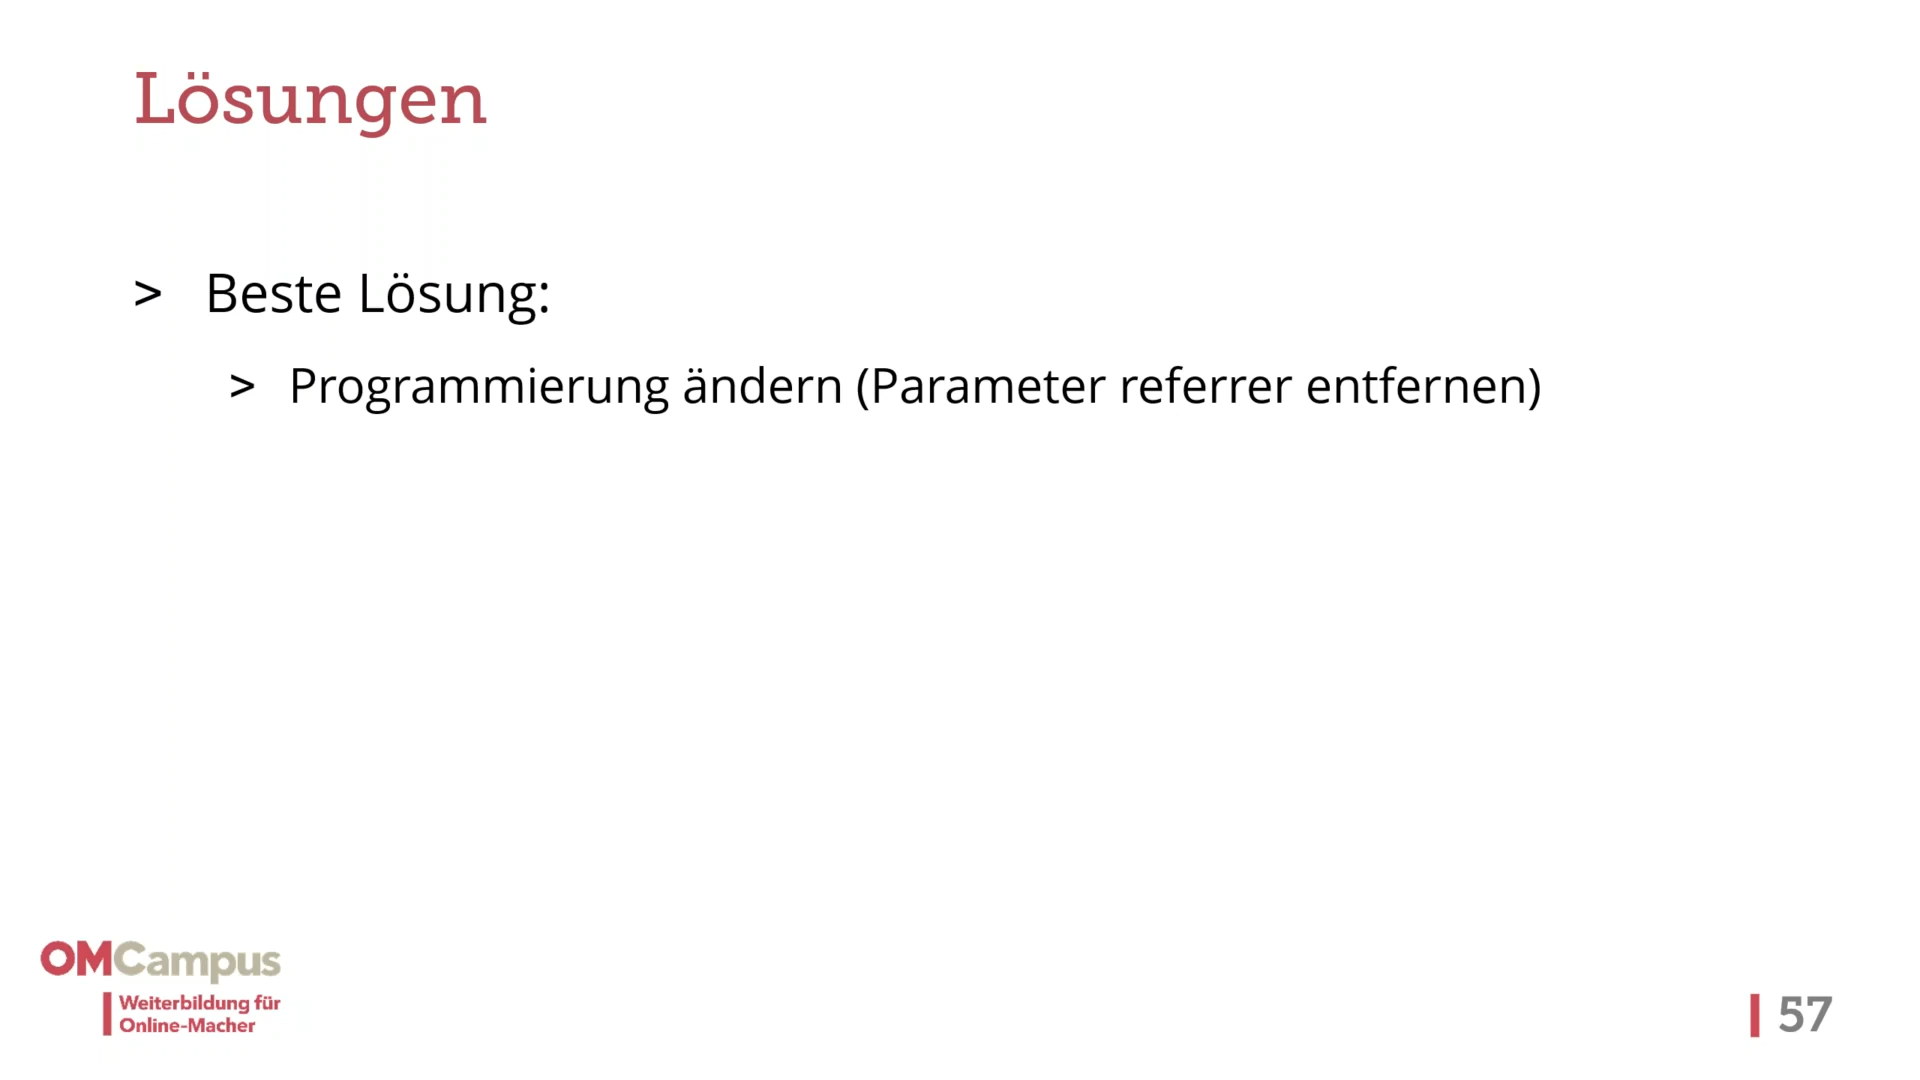 Lösungen
> Beste Lösung:
> Programmierung ändern (Parameter referrer entfernen)
OMCampus
Weiterbildung für
Online-Macher
57